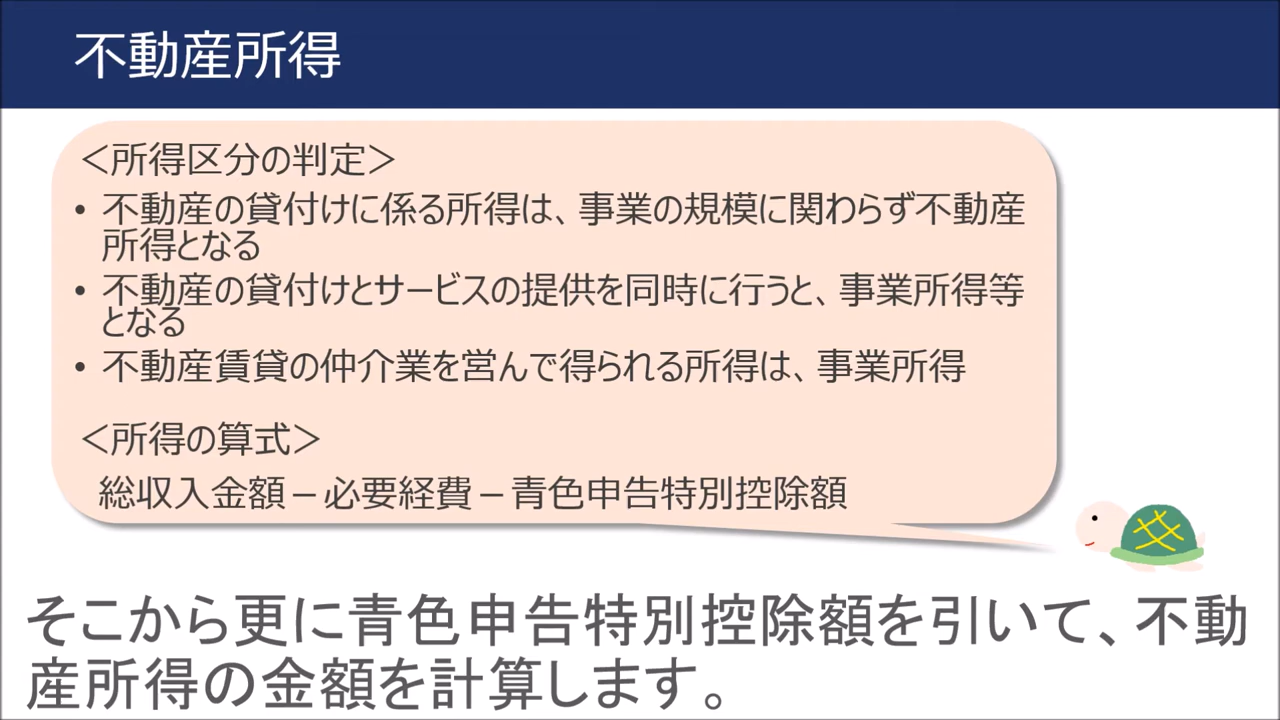 不動産所得
＜所得区分の判定＞
• 不動産の貸付けに係る所得は、事業の規模に関わらず不動産
所得となる
• 不動産の貸付けとサービスの提供を同時に行うと、事業所得等
となる
• 不動産賃貸の仲介業を営んで得られる所得は、事業所得
＜所得の算式＞
総収入金額－必要経費－青色申告特別控除額
そこから更に青色申告特別控除額を引いて、不動
産所得の金額を計算します。